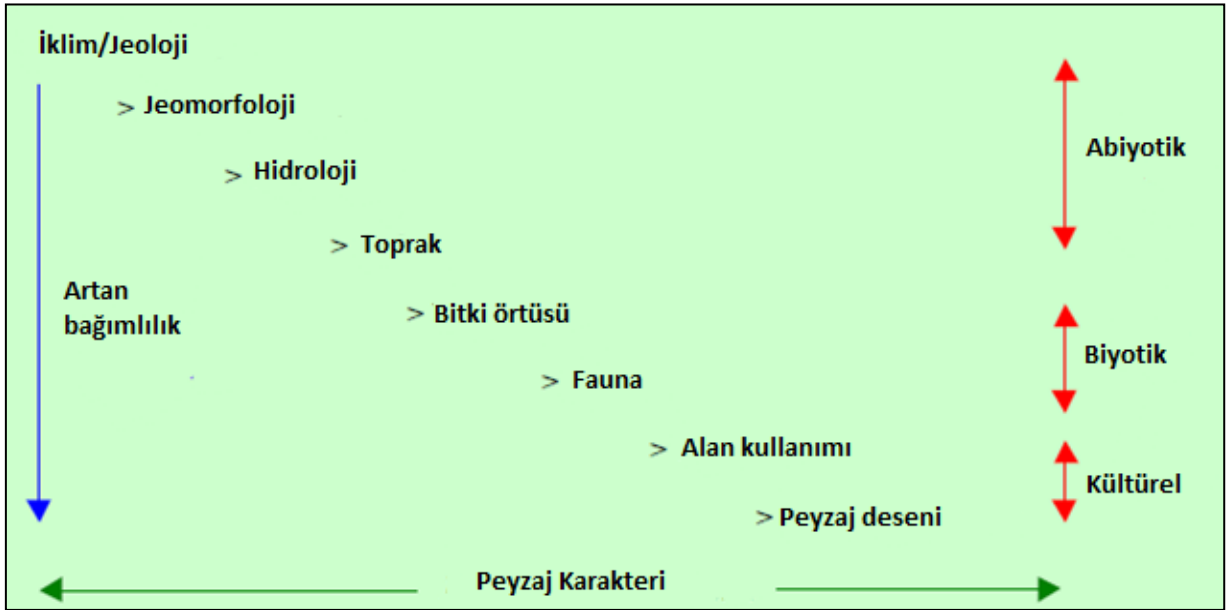 İklim/Jeoloji
> Jeomorfoloji
> Hidroloji
Abiyotik
> Toprak
Artan
bağımlılık
> Bitki örtüsü
> Fauna
Biyotik
> Alan kullanımı
Kültürel
> Peyzaj deseni
Peyzaj Karakteri